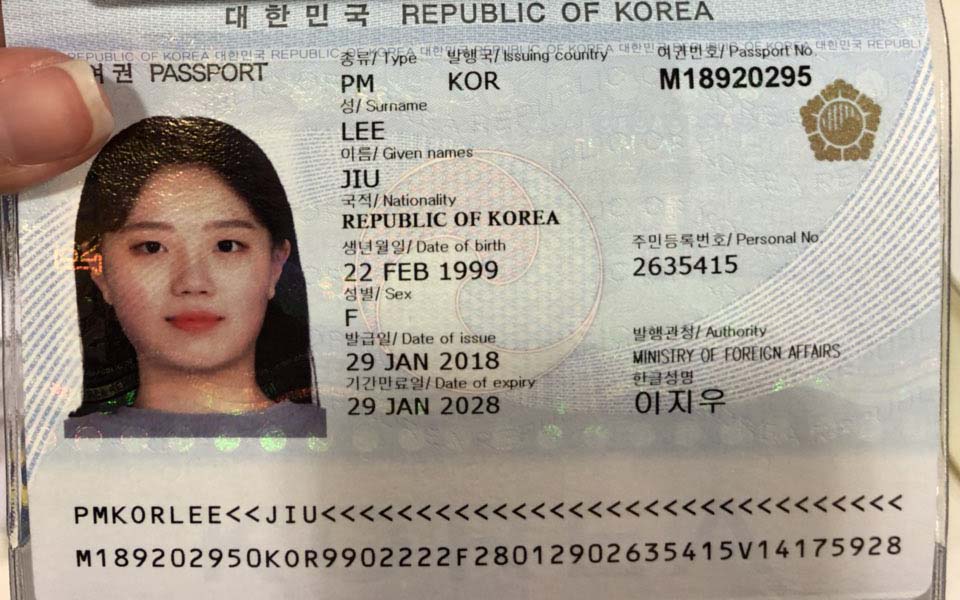 대한민국 REPUBLIC OF KOREA
REPUBLIC OF KOREA 대한민국 REPUBLIC OF KOREA 대한민국 REPUBLIC OF KOREA 대한민국 REPUBLIC OF KOREA 대한민국 REPUBLI
여권 PASSPORT
종류/ Type 발행국/ Issuing country 여권번호/ Passport No.
PM KOR M18920295
성/ Surname
LEE
이름/ Given names
JIU
국적/ Nationality
REPUBLIC OF KOREA
생년월일/ Date of birth 주민등록번호/ Personal No.
22 FEB 1999 2635415
성별/ Sex
F
발급일/ Date of issue 발행관청/ Authority
29 JAN 2018 MINISTRY OF FOREIGN AFFAIRS
기간만료일/ Date of expiry 한글성명
29 JAN 2028 이지우
PMKORLEE<<JIU<<<<<<<<<<<<<<<<<<<<<<<<<<<<<<<
M189202950KOR9902222F28012902635415V14175928